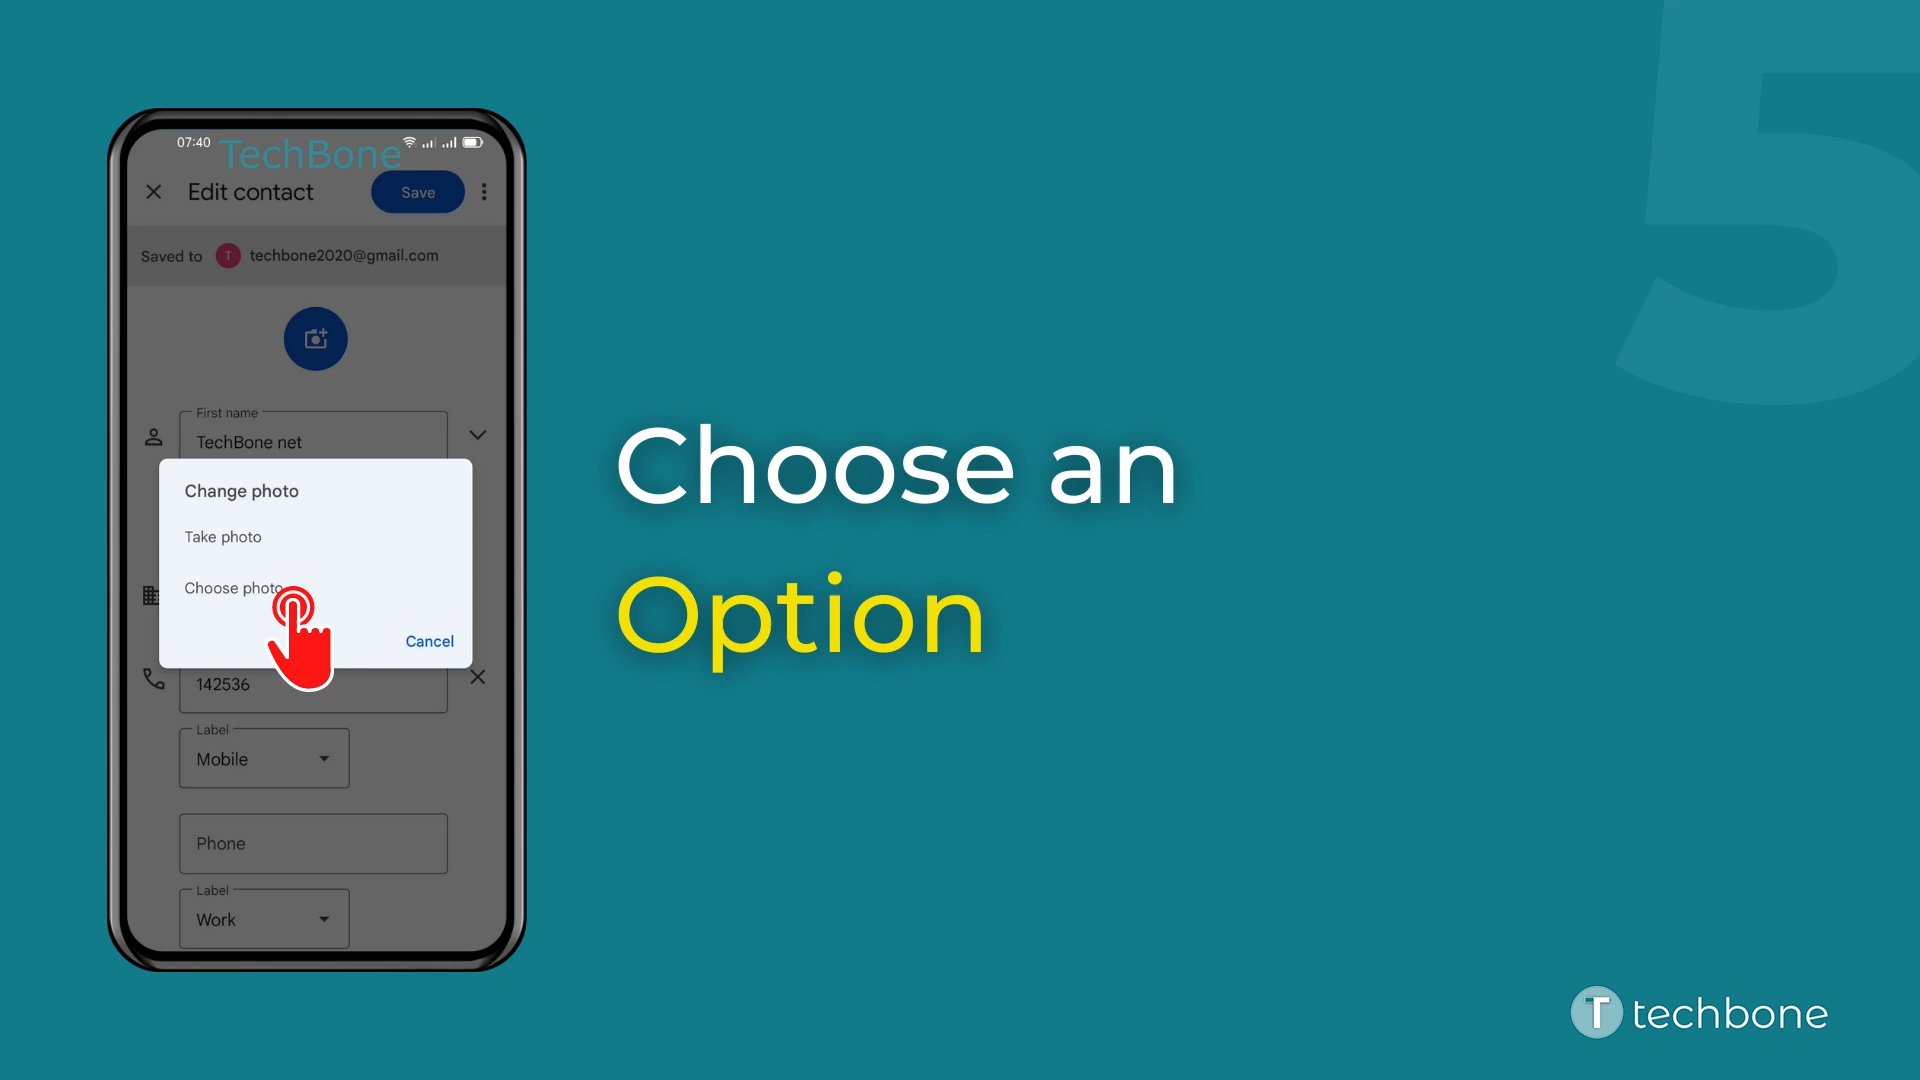 5
07:40
TechBone
Edit contact
Save
Saved to
T
techbone2020@gmail.com
First name
TechBone net
Change photo
Take photo
Choose photo
Cancel
142536
Label
Mobile
Phone
Label
Work
Choose an
Option
T techbone